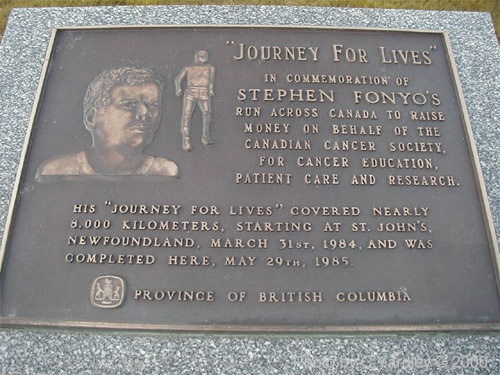 "JOURNEY FOR LIVES"
IN COMMEMORATION OF
STEPHEN FONYO'S
RUN ACROSS CANADA TO RAISE
MONEY ON BEHALF OF THE
CANADIAN CANCER SOCIETY,
FOR CANCER EDUCATION,
PATIENT CARE AND RESEARCH.
HIS "JOURNEY FOR LIVES" COVERED NEARLY
8,000 KILOMETERS, STARTING AT ST. JOHN'S,
NEWFOUNDLAND, MARCH 31ST, 1984, AND WAS
COMPLETED HERE, MAY 29TH, 1985.
PROVINCE OF BRITISH COLUMBIA